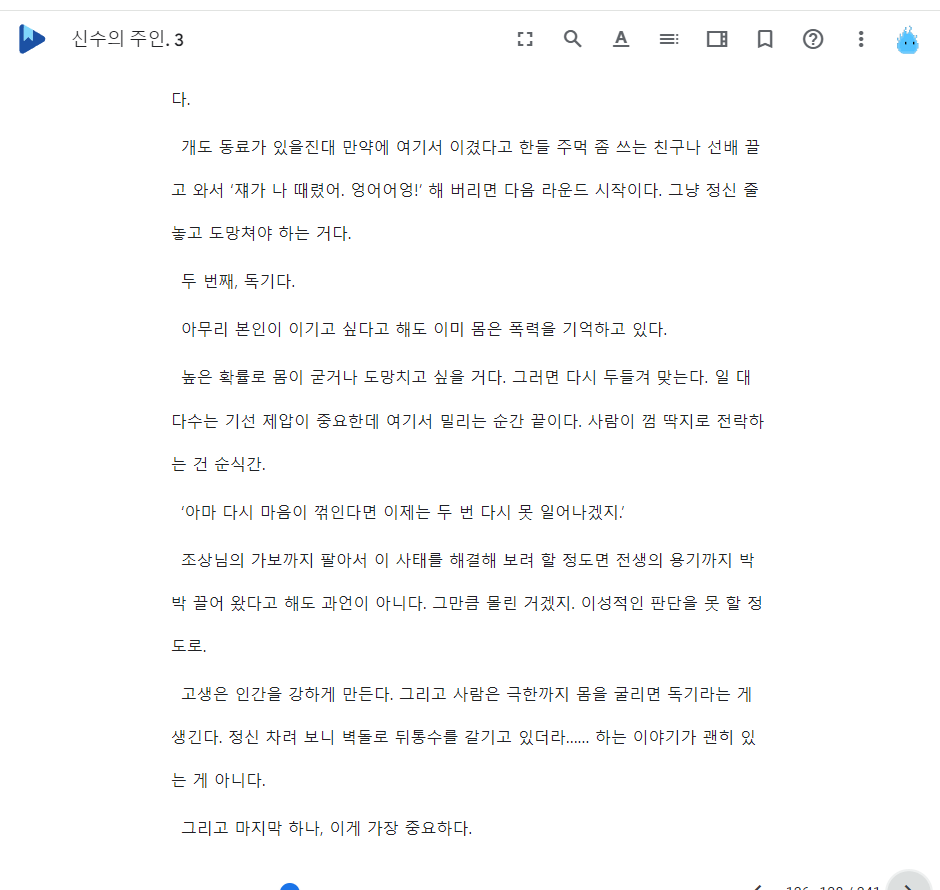 신수의 주인. 3
다.
개도 동료가 있을진대 만약에 여기서 이겼다고 한들 주먹 좀 쓰는 친구나 선배 끌
고 와서 ‘쟤가 나 때렸어. 엉어어엉!’ 해 버리면 다음 라운드 시작이다. 그냥 정신 줄
놓고 도망쳐야 하는 거다.
두 번째, 독기다.
아무리 본인이 이기고 싶다고 해도 이미 몸은 폭력을 기억하고 있다.
높은 확률로 몸이 굳거나 도망치고 싶을 거다. 그러면 다시 두들겨 맞는다. 일 대
다수는 기선 제압이 중요한데 여기서 밀리는 순간 끝이다. 사람이 껌 딱지로 전락하
는 건 순식간.
‘아마 다시 마음이 꺾인다면 이제는 두 번 다시 못 일어나겠지.’
조상님의 가보까지 팔아서 이 사태를 해결해 보려 할 정도면 전생의 용기까지 박
박 끌어 왔다고 해도 과언이 아니다. 그만큼 몰린 거겠지. 이성적인 판단을 못 할 정
도로.
고생은 인간을 강하게 만든다. 그리고 사람은 극한까지 몸을 굴리면 독기라는 게
생긴다. 정신 차려 보니 벽돌로 뒤통수를 갈기고 있더라…… 하는 이야기가 괜히 있
는 게 아니다.
그리고 마지막 하나, 이게 가장 중요하다.